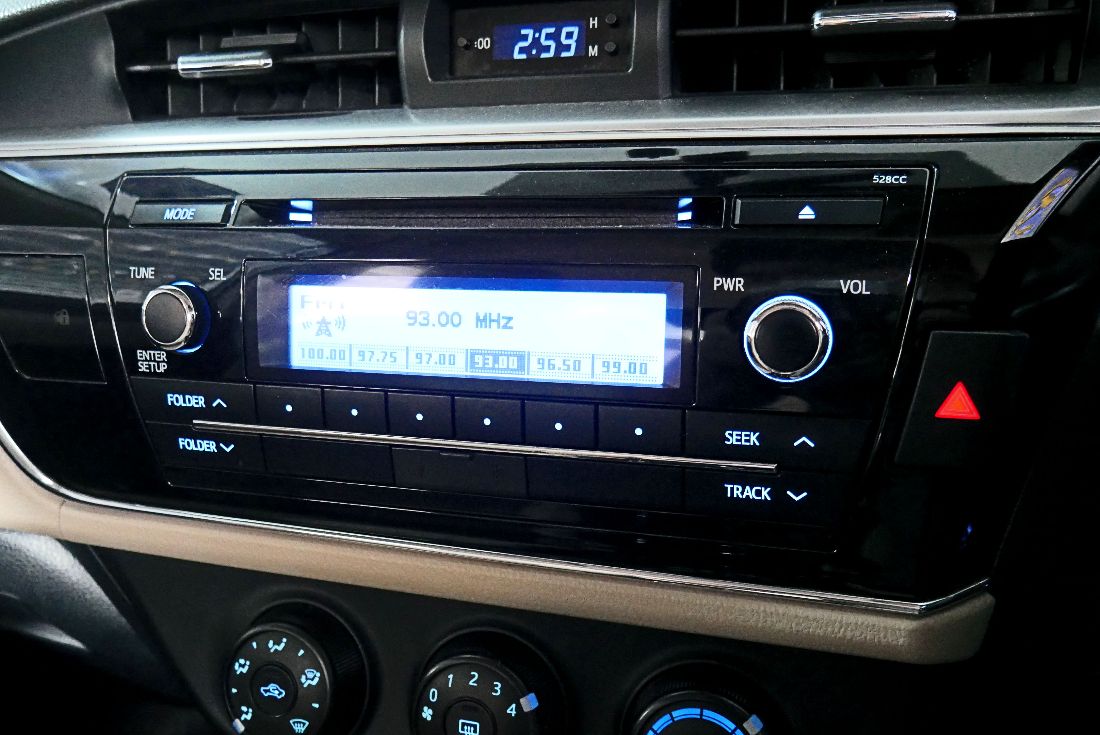 :00 2:59 H
M
528CC
MODE
TUNE SEL
ENTER
SETUP
FM
93.00 MHz
100.00 97.75 97.00 93.00 96.50 99.00
PWR VOL
FOLDER
FOLDER
SEEK
TRACK
0 1 2 3 4